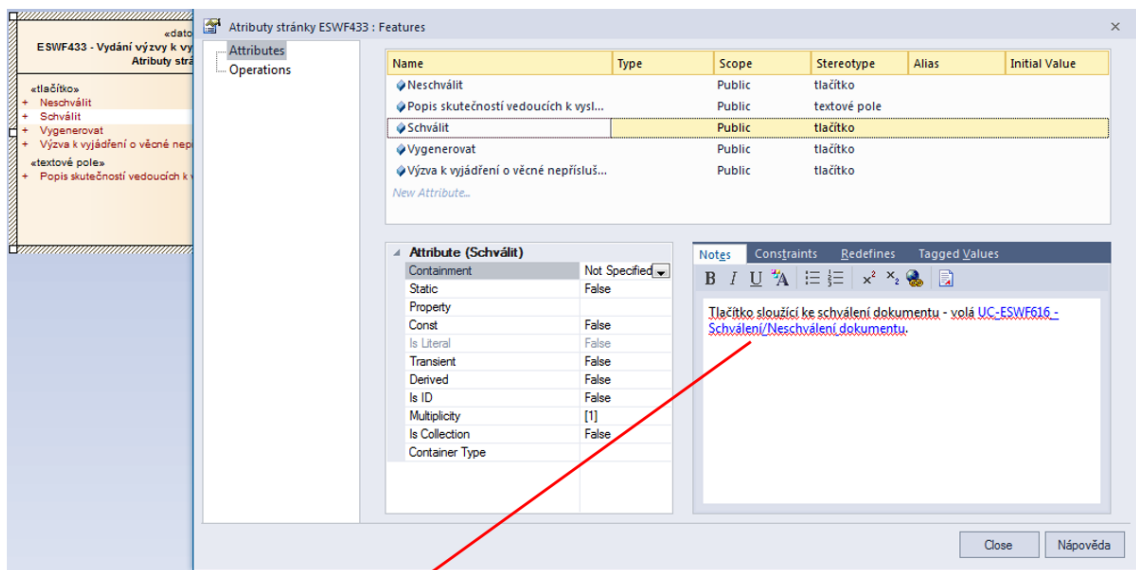 «dato
ESWF433 - Vydání výzvy k vy
Atributy strá
«tlačítko»
+ Neschválit
+ Schválit
+ Vygenerovat
+ Výzva k vyjádření o věcné nepř
«textové pole»
+ Popis skutečností vedoucích k v
Atributy stránky ESWF433 : Features
Attributes
Operations
Name Type Scope Stereotype Alias Initial Value
Neschválit Public tlačítko
Popis skutečností vedoucích k vysl... Public textové pole
Schválit Public tlačítko
Vygenerovat Public tlačítko
Výzva k vyjádření o věcné nepřísluš... Public tlačítko
New Attribute...
Attribute (Schválit)
Containment Not Specified
Static False
Property
Const False
Is Literal False
Transient False
Derived False
Is ID False
Multiplicity [1]
Is Collection False
Container Type
Notes Constraints Redefines Tagged Values
B I U A x² x₂
Tlačítko sloužící ke schválení dokumentu - volá UC-ESWF616 -
Schválení/Neschválení dokumentu.
Close Nápověda